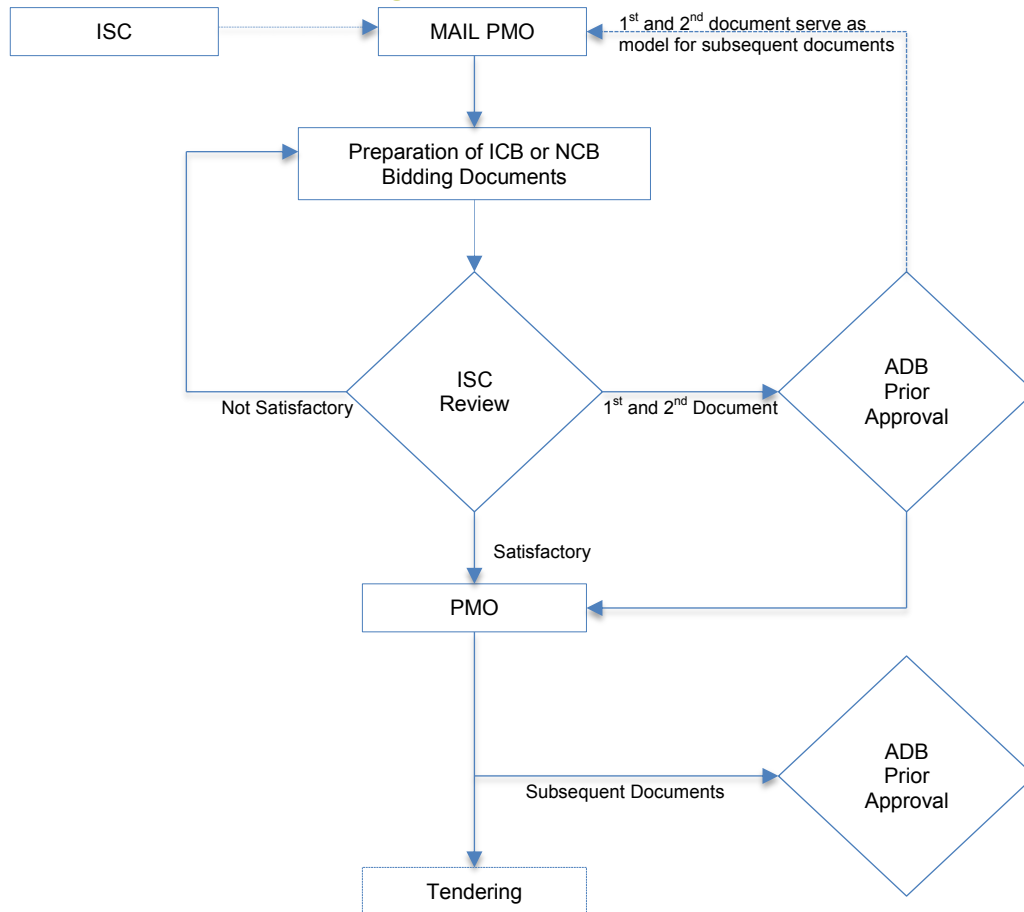 ISC
MAIL PMO
1st and 2nd document serve as
model for subsequent documents
Preparation of ICB or NCB
Bidding Documents
ISC
Review
Not Satisfactory
1st and 2nd Document
ADB
Prior
Approval
Satisfactory
PMO
ADB
Prior
Approval
Subsequent Documents
Tendering